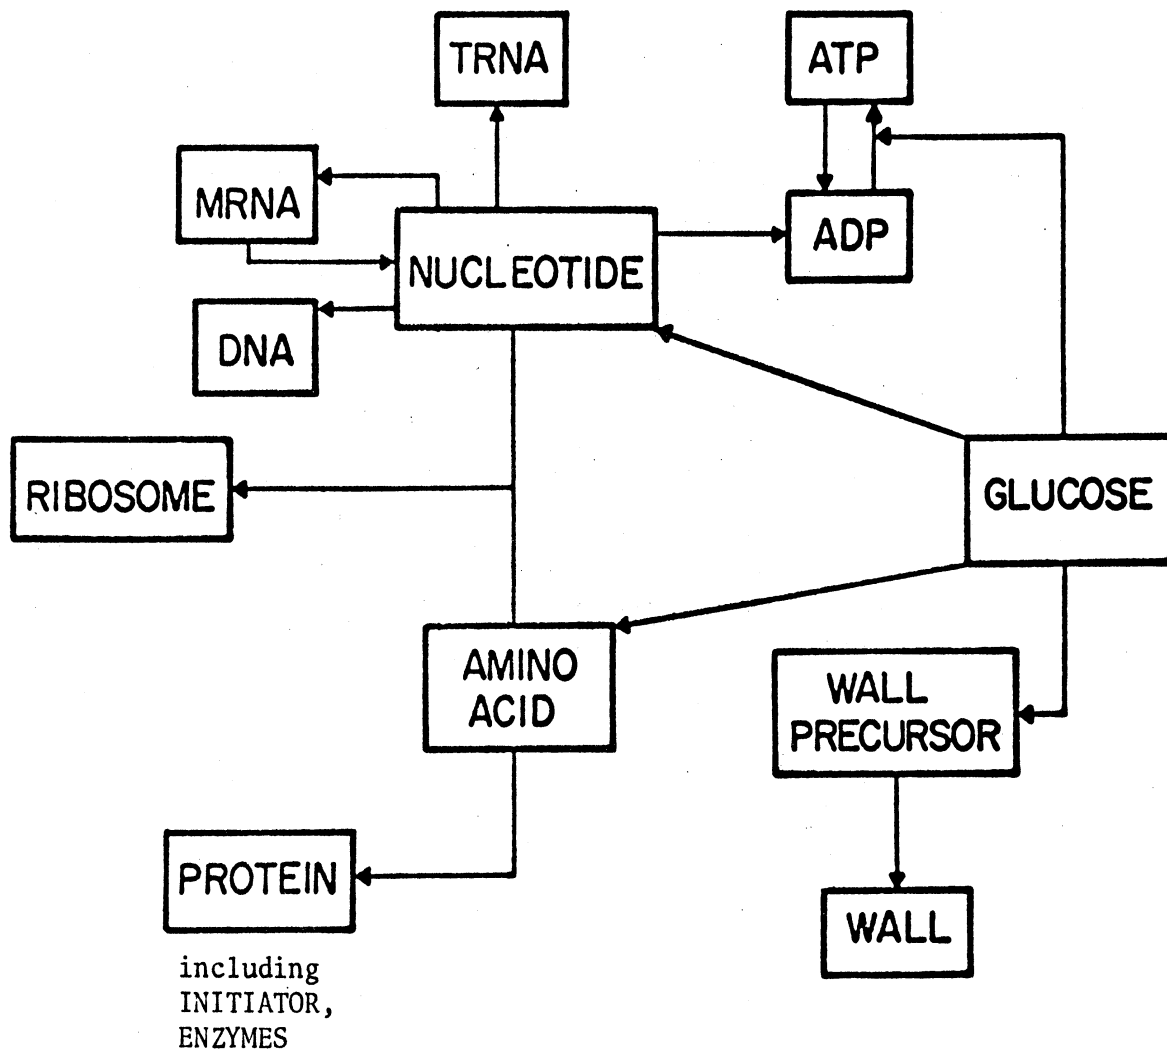 TRNA
ATP
MRNA
ADP
NUCLEOTIDE
DNA
RIBOSOME
GLUCOSE
AMINO
ACID
WALL
PRECURSOR
PROTEIN
WALL
including
INITIATOR,
ENZYMES